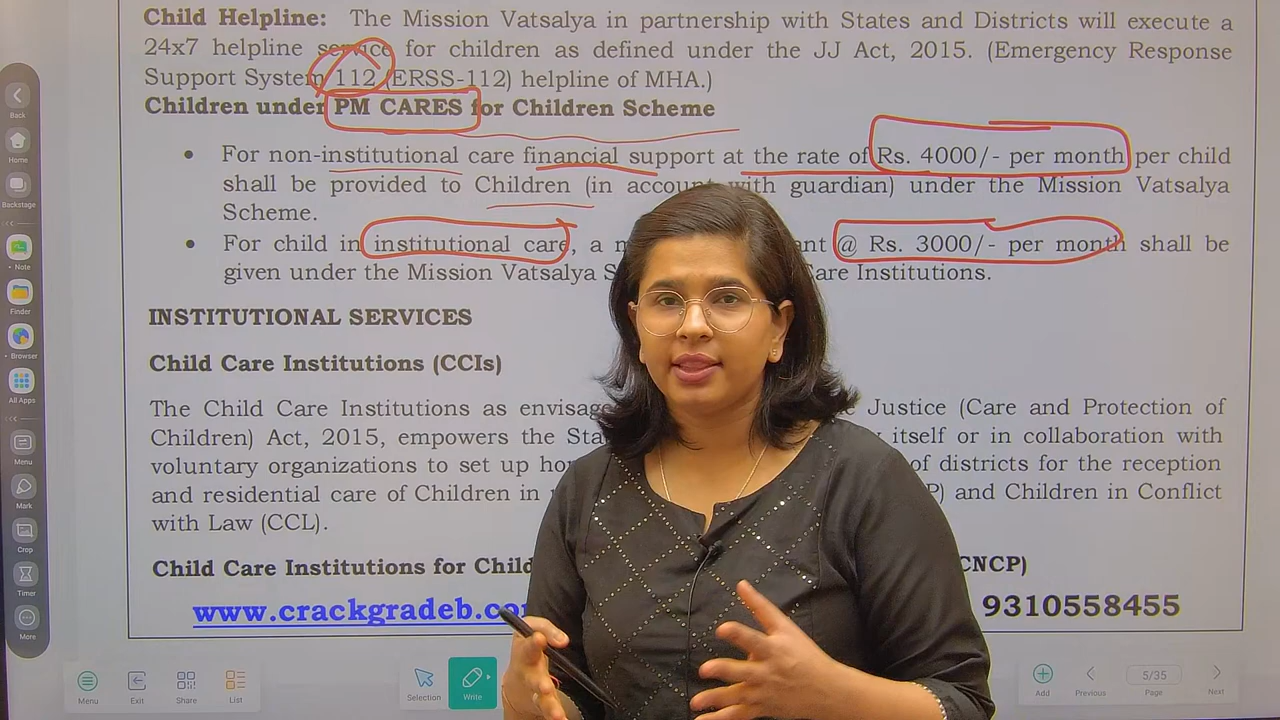 Child Helpline: The Mission Vatsalya in partnership with States and Districts will execute a
24x7 helpline service for children as defined under the JJ Act, 2015. (Emergency Response
Support System 112 (ERSS-112) helpline of MHA.)
Children under PM CARES for Children Scheme
• For non-institutional care financial support at the rate of Rs. 4000/- per month per child
shall be provided to Children (in account with guardian) under the Mission Vatsalya
Scheme.
• For child in institutional care, a @ Rs. 3000/- per month shall be
given under the Mission Vatsalya Institutions.
INSTITUTIONAL SERVICES
Child Care Institutions (CCIs)
The Child Care Institutions as Justice (Care and Protection of
Children) Act, 2015, empowers the itself or in collaboration with
voluntary organizations to set up of districts for the reception
and residential care of Children in and Children in Conflict
with Law (CCL).
Child Care Institutions for CNCP)
www.crackgradeb.co 9310558455
Back
Home
Backstage
Note
Finder
Browser
All Apps
Menu
Mark
Crop
Timer
More
Menu Exit Share List Selection Write Add Previous 5/35 Page Next